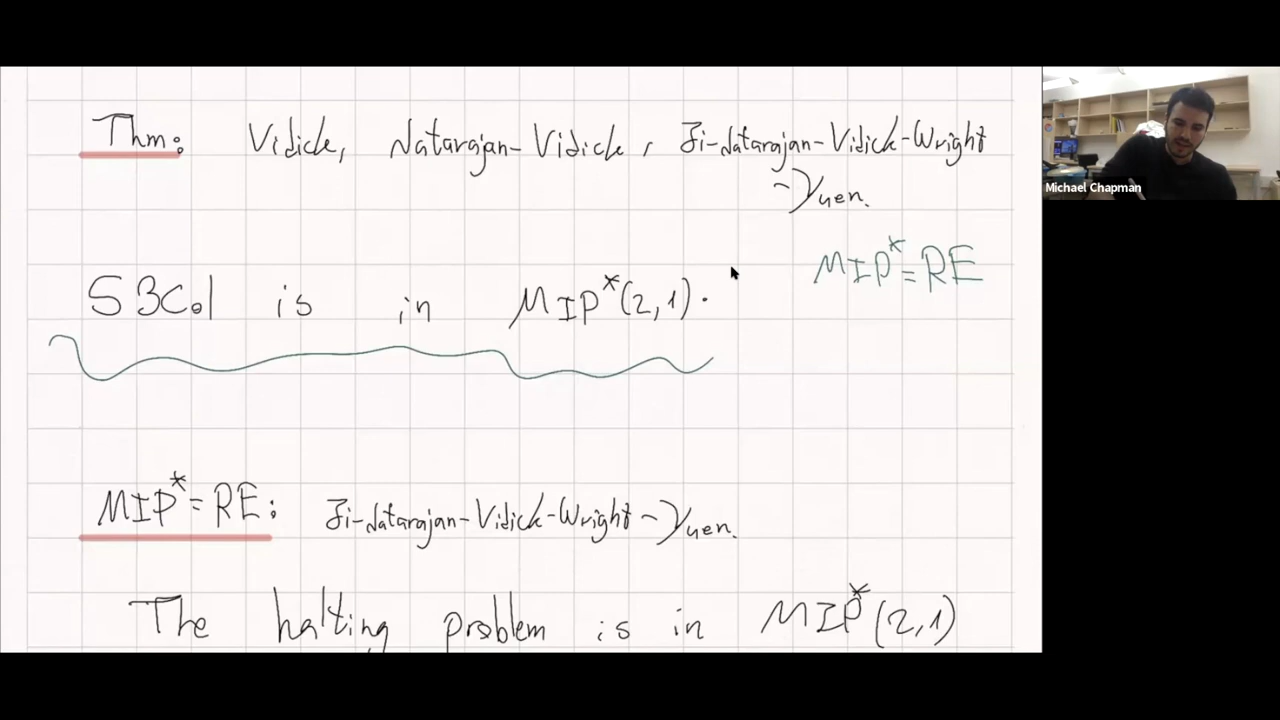 Thm: Vidick, Natarajan-Vidick, Ji-Natarajan-Vidick-Wright
-Yuen.
MIP*=RE
S3Col is in MIP*(2,1).
MIP*=RE: Ji-Natarajan-Vidick-Wright-Yuen.
The halting problem is in MIP*(2,1)
Michael Chapman